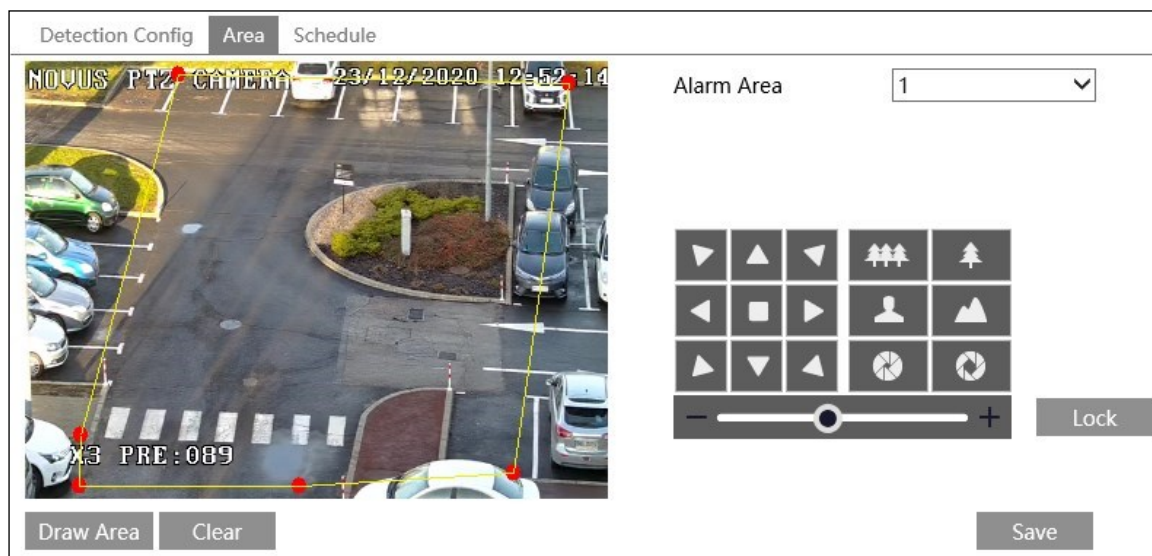 Detection Config Area Schedule
NOVUS PTZ CAMERA 23/12/2020 12:52:14
Alarm Area 1
X3 PRE:089
Lock
Draw Area Clear Save